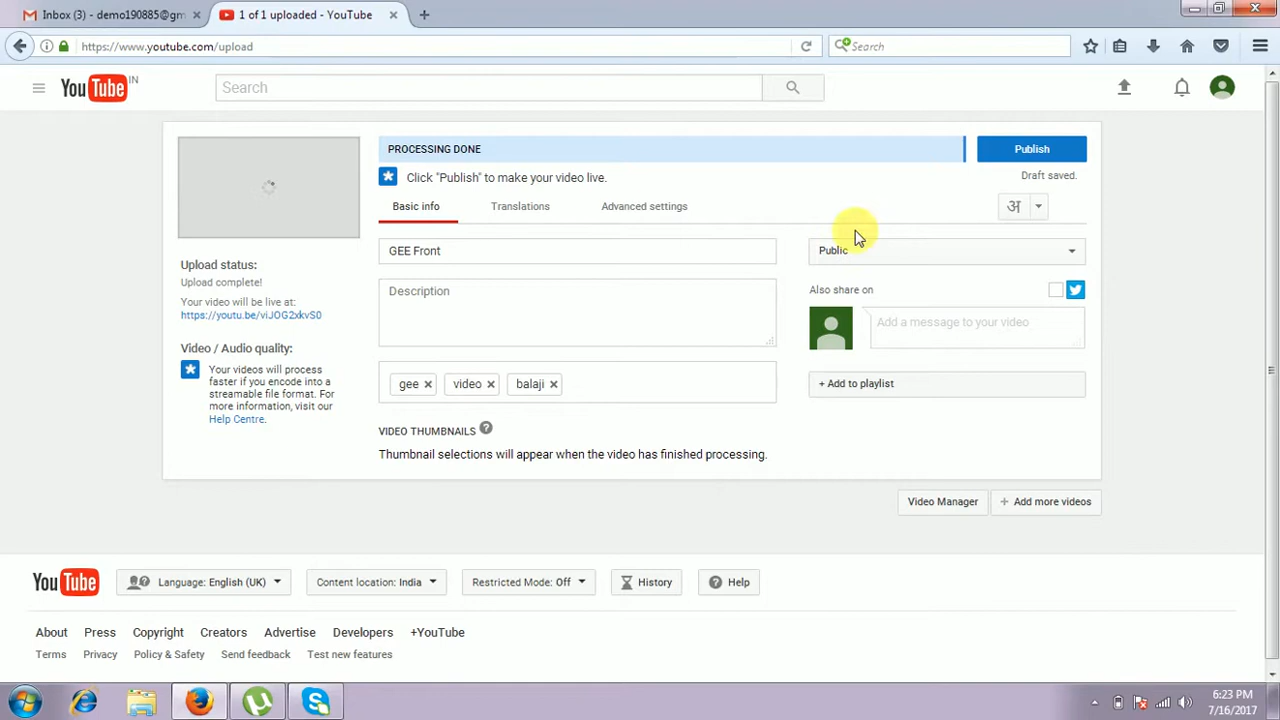 Inbox (3) - demo190885@gm
1 of 1 uploaded - YouTube
https://www.youtube.com/upload
Search
YouTube IN
Search
PROCESSING DONE
Publish
Click "Publish" to make your video live.
Draft saved.
Basic info
Translations
Advanced settings
अ
GEE Front
Public
Description
Also share on
Add a message to your video
Upload status:
Upload complete!
Your video will be live at:
https://youtu.be/viJOG2xkvS0
Video / Audio quality:
Your videos will process
faster if you encode into a
streamable file format. For
more information, visit our
Help Centre.
gee
video
balaji
+ Add to playlist
VIDEO THUMBNAILS ?
Thumbnail selections will appear when the video has finished processing.
Video Manager
+ Add more videos
YouTube
Language: English (UK)
Content location: India
Restricted Mode: Off
History
Help
About
Press
Copyright
Creators
Advertise
Developers
+YouTube
Terms
Privacy
Policy & Safety
Send feedback
Test new features
6:23 PM
7/16/2017